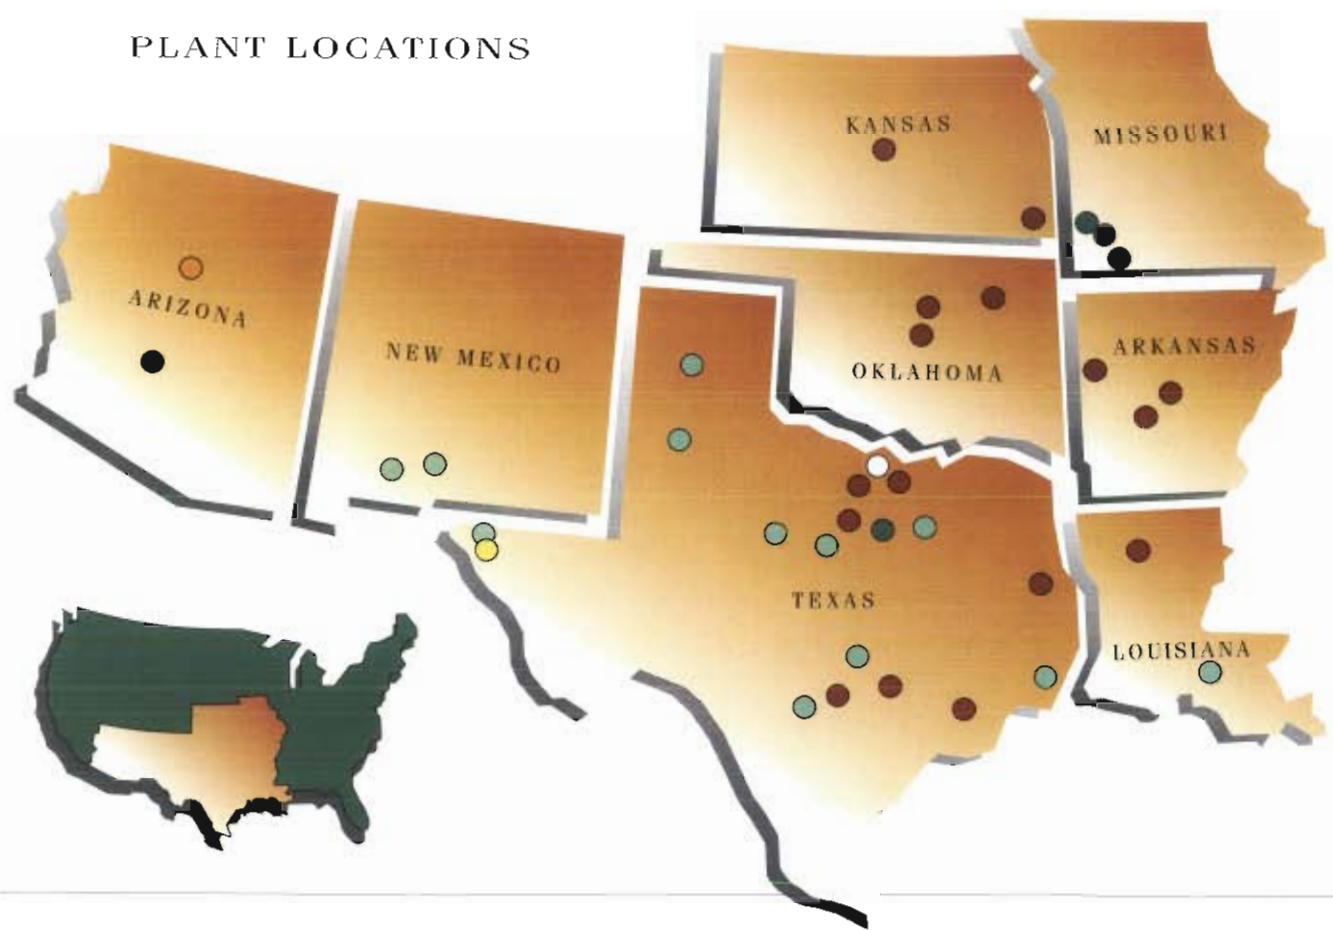 PLANT LOCATIONS
KANSAS
MISSOURI
ARIZONA
NEW MEXICO
OKLAHOMA
ARKANSAS
TEXAS
LOUISIANA